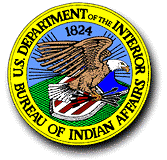 U.S. DEPARTMENT OF THE INTERIOR
1824
BUREAU OF INDIAN AFFAIRS